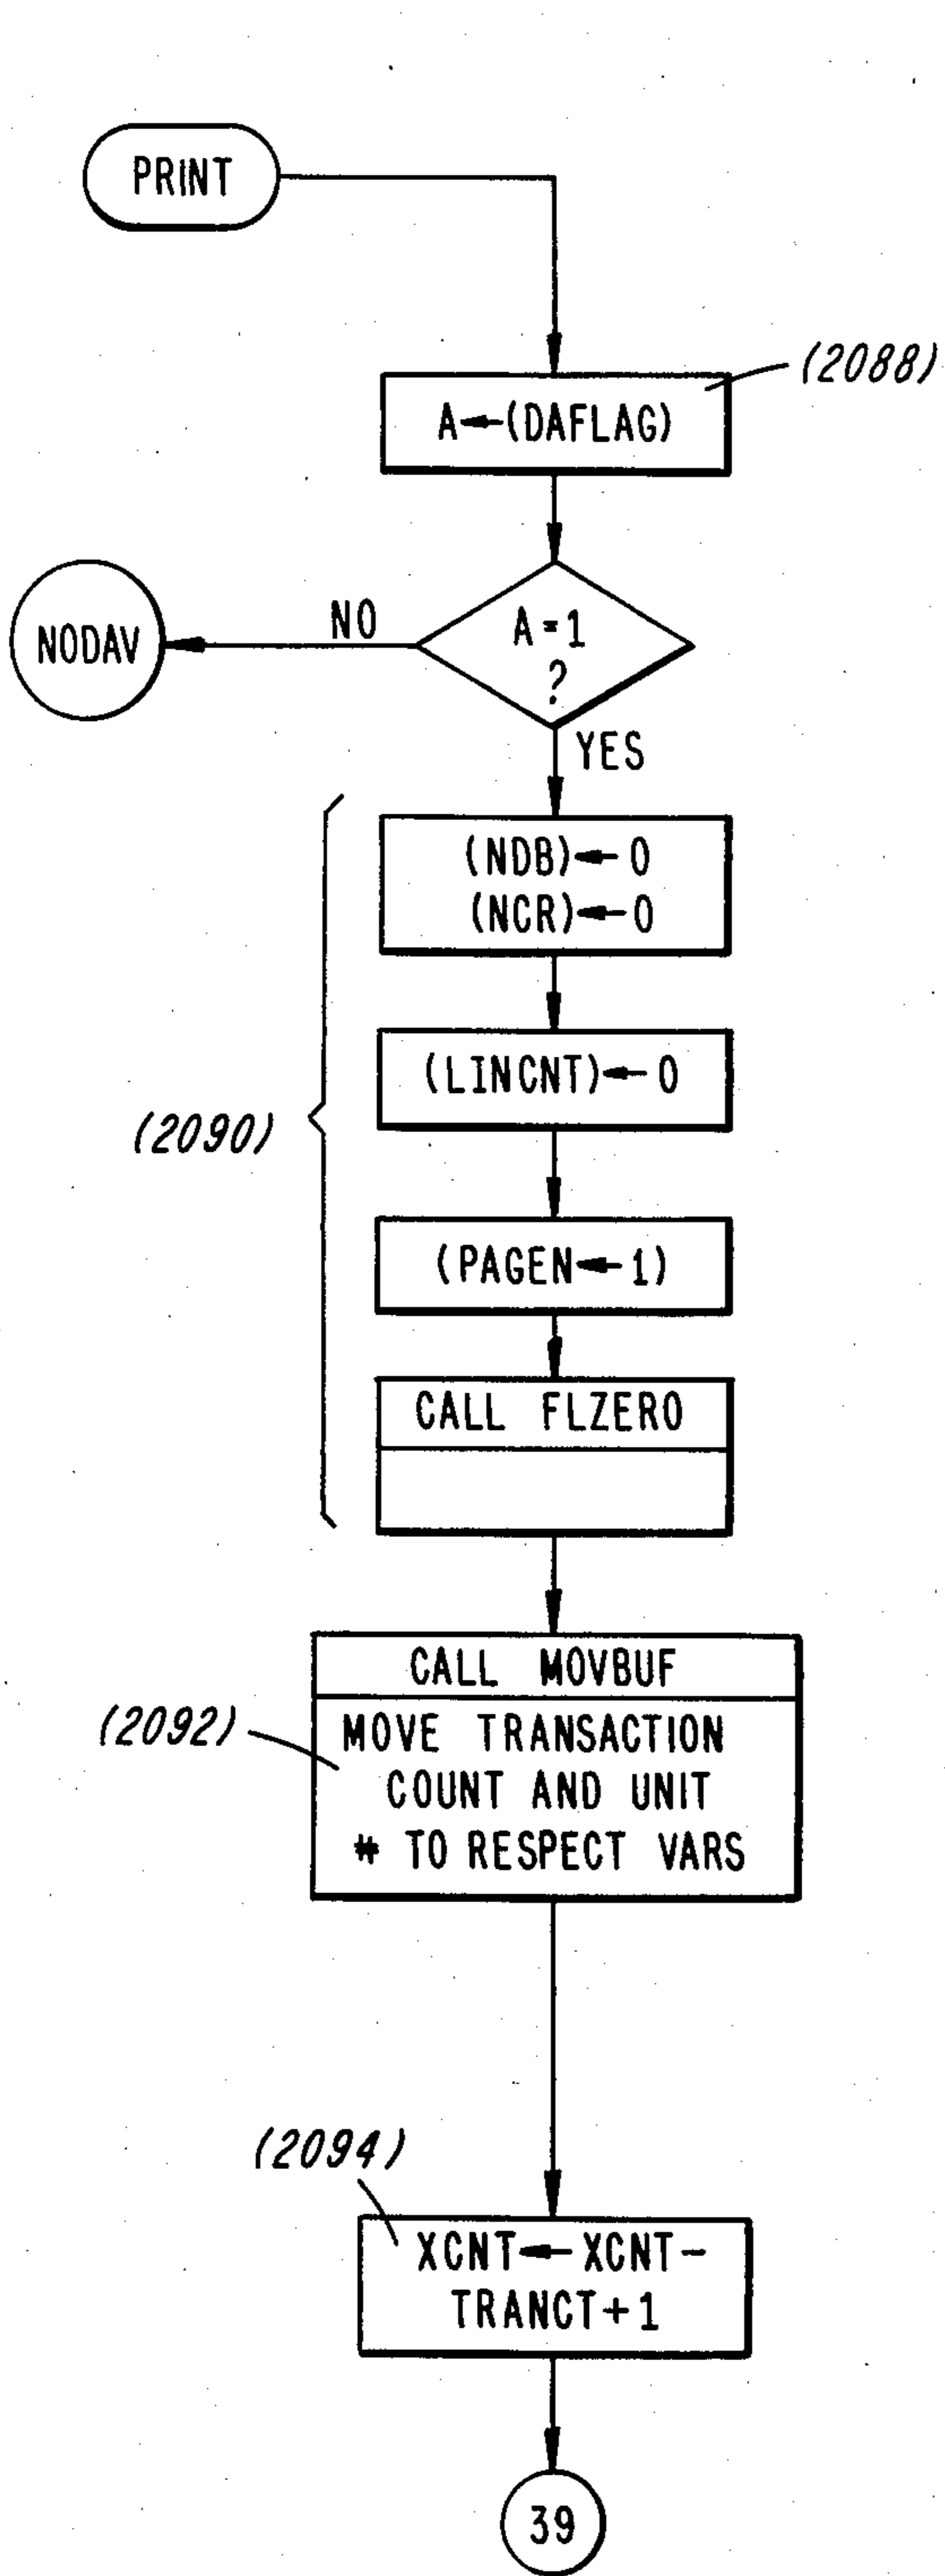 PRINT
(2088)
A←(DAFLAG)
NODAV
NO
A=1
?
YES
(NDB)←0
(NCR)←0
(LINCNT)←0
(2090)
(PAGEN←1)
CALL FLZERO
CALL MOVBUF
(2092)
MOVE TRANSACTION
COUNT AND UNIT
# TO RESPECT VARS
(2094)
XCNT←XCNT-
TRANCT+1
39